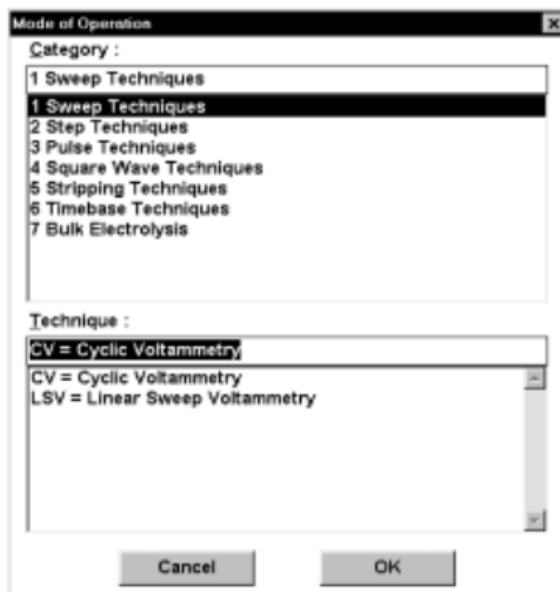 Mode of Operation
Category :
1 Sweep Techniques
1 Sweep Techniques
2 Step Techniques
3 Pulse Techniques
4 Square Wave Techniques
5 Stripping Techniques
6 Timebase Techniques
7 Bulk Electrolysis
Technique :
CV = Cyclic Voltammetry
CV = Cyclic Voltammetry
LSV = Linear Sweep Voltammetry
Cancel OK